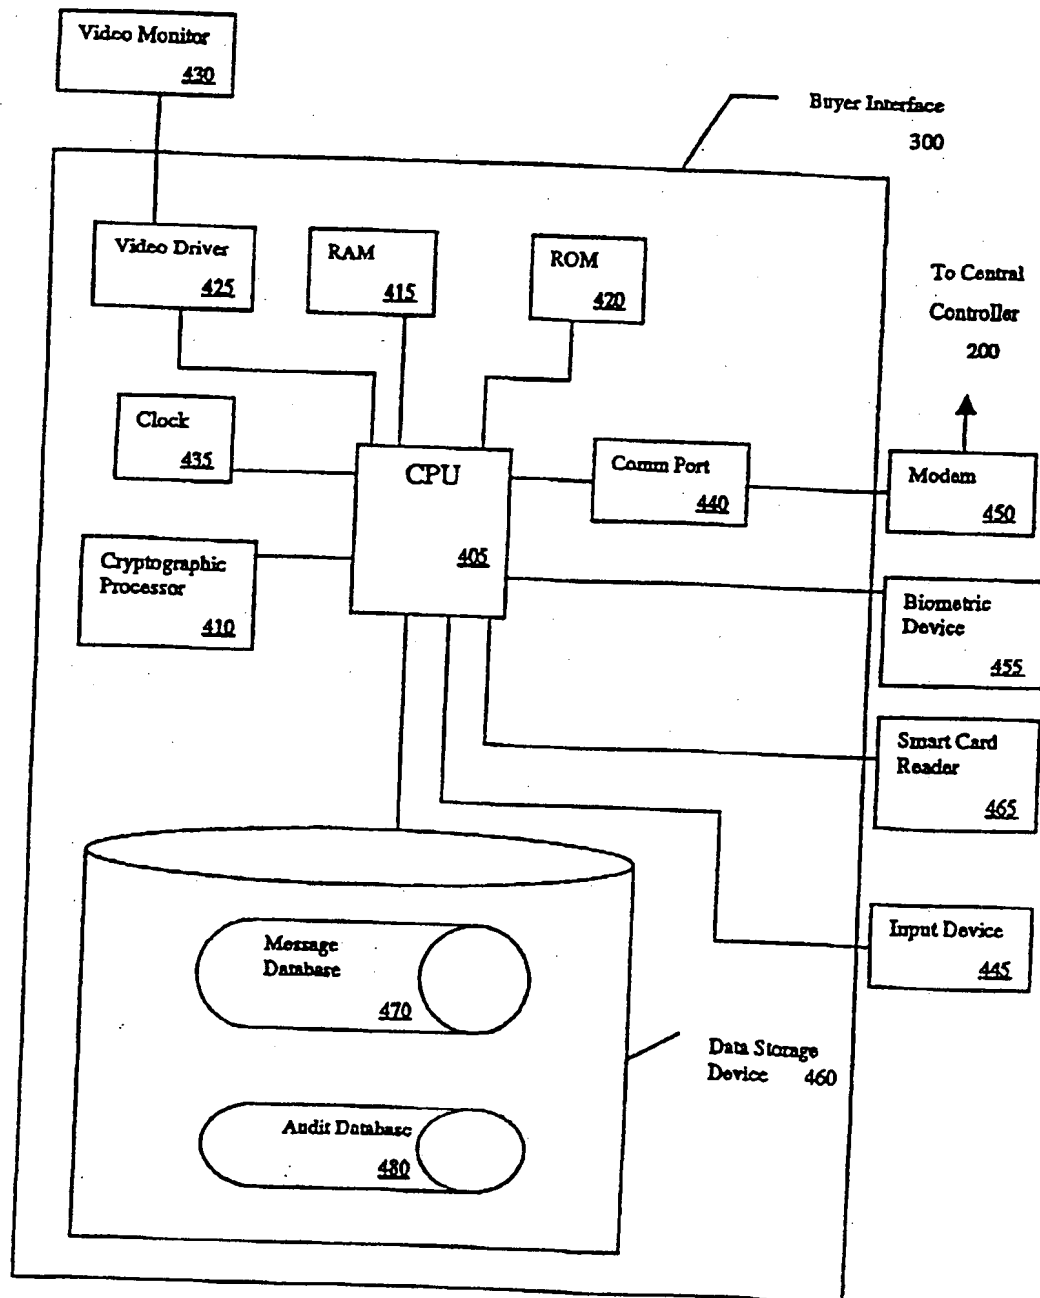 Video Monitor
430
Buyer Interface
300
Video Driver
425
RAM
415
ROM
420
To Central
Controller
200
Clock
435
CPU
405
Comm Port
440
Modem
450
Cryptographic
Processor
410
Biometric
Device
455
Smart Card
Reader
465
Input Device
445
Message
Database
470
Data Storage
Device 460
Audit Database
480